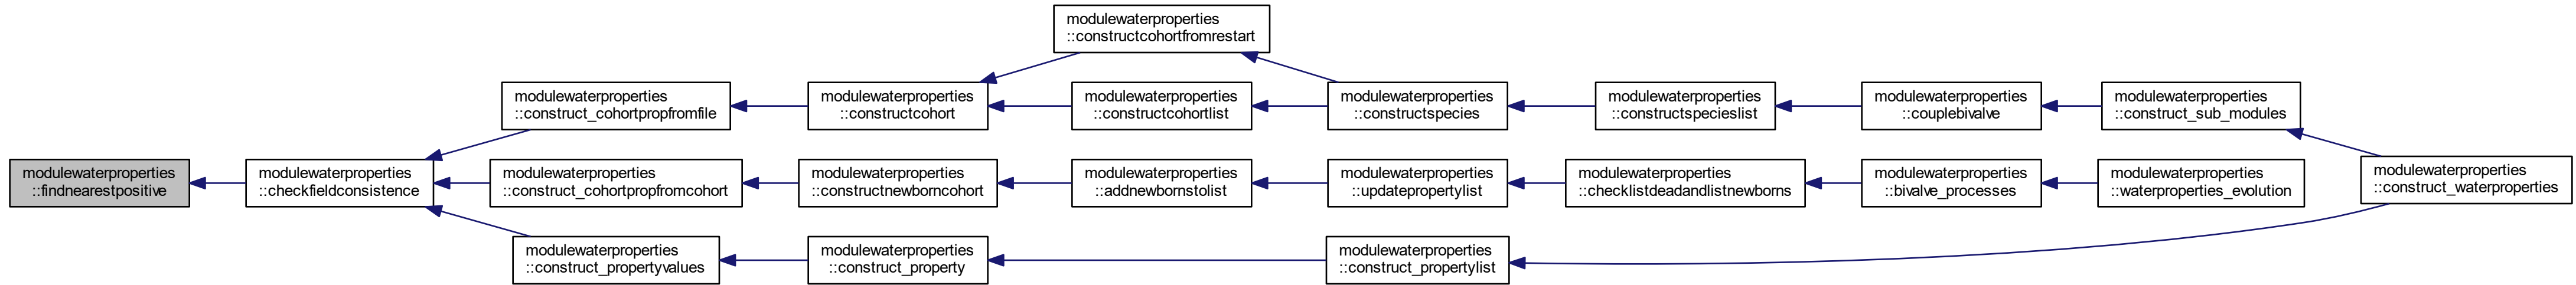 modulewaterproperties
::constructcohortfromrestart
modulewaterproperties
::construct_cohortpropfromfile
modulewaterproperties
::constructcohort
modulewaterproperties
::constructcohortlist
modulewaterproperties
::constructspecies
modulewaterproperties
::constructspecieslist
modulewaterproperties
::couplebivalve
modulewaterproperties
::construct_sub_modules
modulewaterproperties
::findnearestpositive
modulewaterproperties
::checkfieldconsistence
modulewaterproperties
::construct_cohortpropfromcohort
modulewaterproperties
::constructnewborncohort
modulewaterproperties
::addnewbornstolist
modulewaterproperties
::updatepropertylist
modulewaterproperties
::checklistdeadandlistnewborns
modulewaterproperties
::bivalve_processes
modulewaterproperties
::waterproperties_evolution
modulewaterproperties
::construct_waterproperties
modulewaterproperties
::construct_propertyvalues
modulewaterproperties
::construct_property
modulewaterproperties
::construct_propertylist